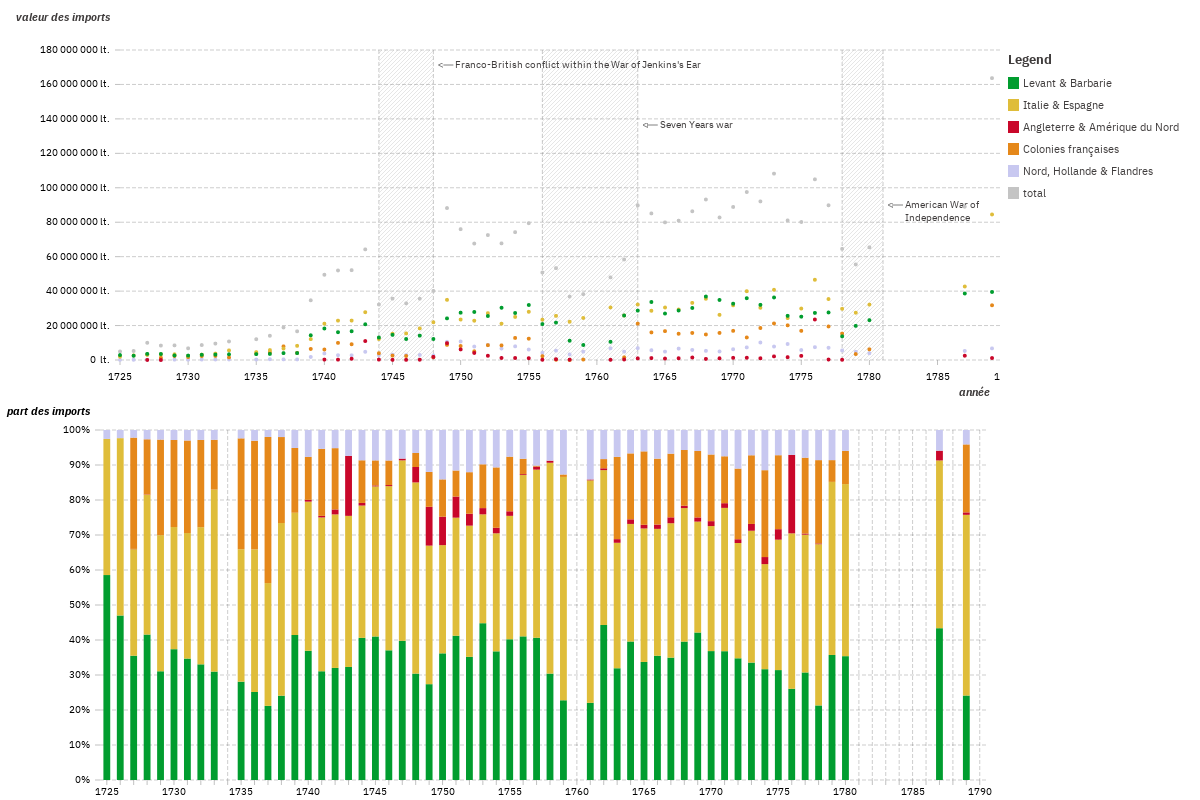 valeur des imports
180 000 000 lt.
160 000 000 lt.
140 000 000 lt.
120 000 000 lt.
100 000 000 lt.
80 000 000 lt.
60 000 000 lt.
40 000 000 lt.
20 000 000 lt.
0 lt.
Franco-British conflict within the War of Jenkins's Ear
Seven Years war
American War of
Independence
1725 1730 1735 1740 1745 1750 1755 1760 1765 1770 1775 1780 1785 1
année
Legend
Levant & Barbarie
Italie & Espagne
Angleterre & Amérique du Nord
Colonies françaises
Nord, Hollande & Flandres
total
part des imports
100%
90%
80%
70%
60%
50%
40%
30%
20%
10%
0%
1725 1730 1735 1740 1745 1750 1755 1760 1765 1770 1775 1780 1785 1790